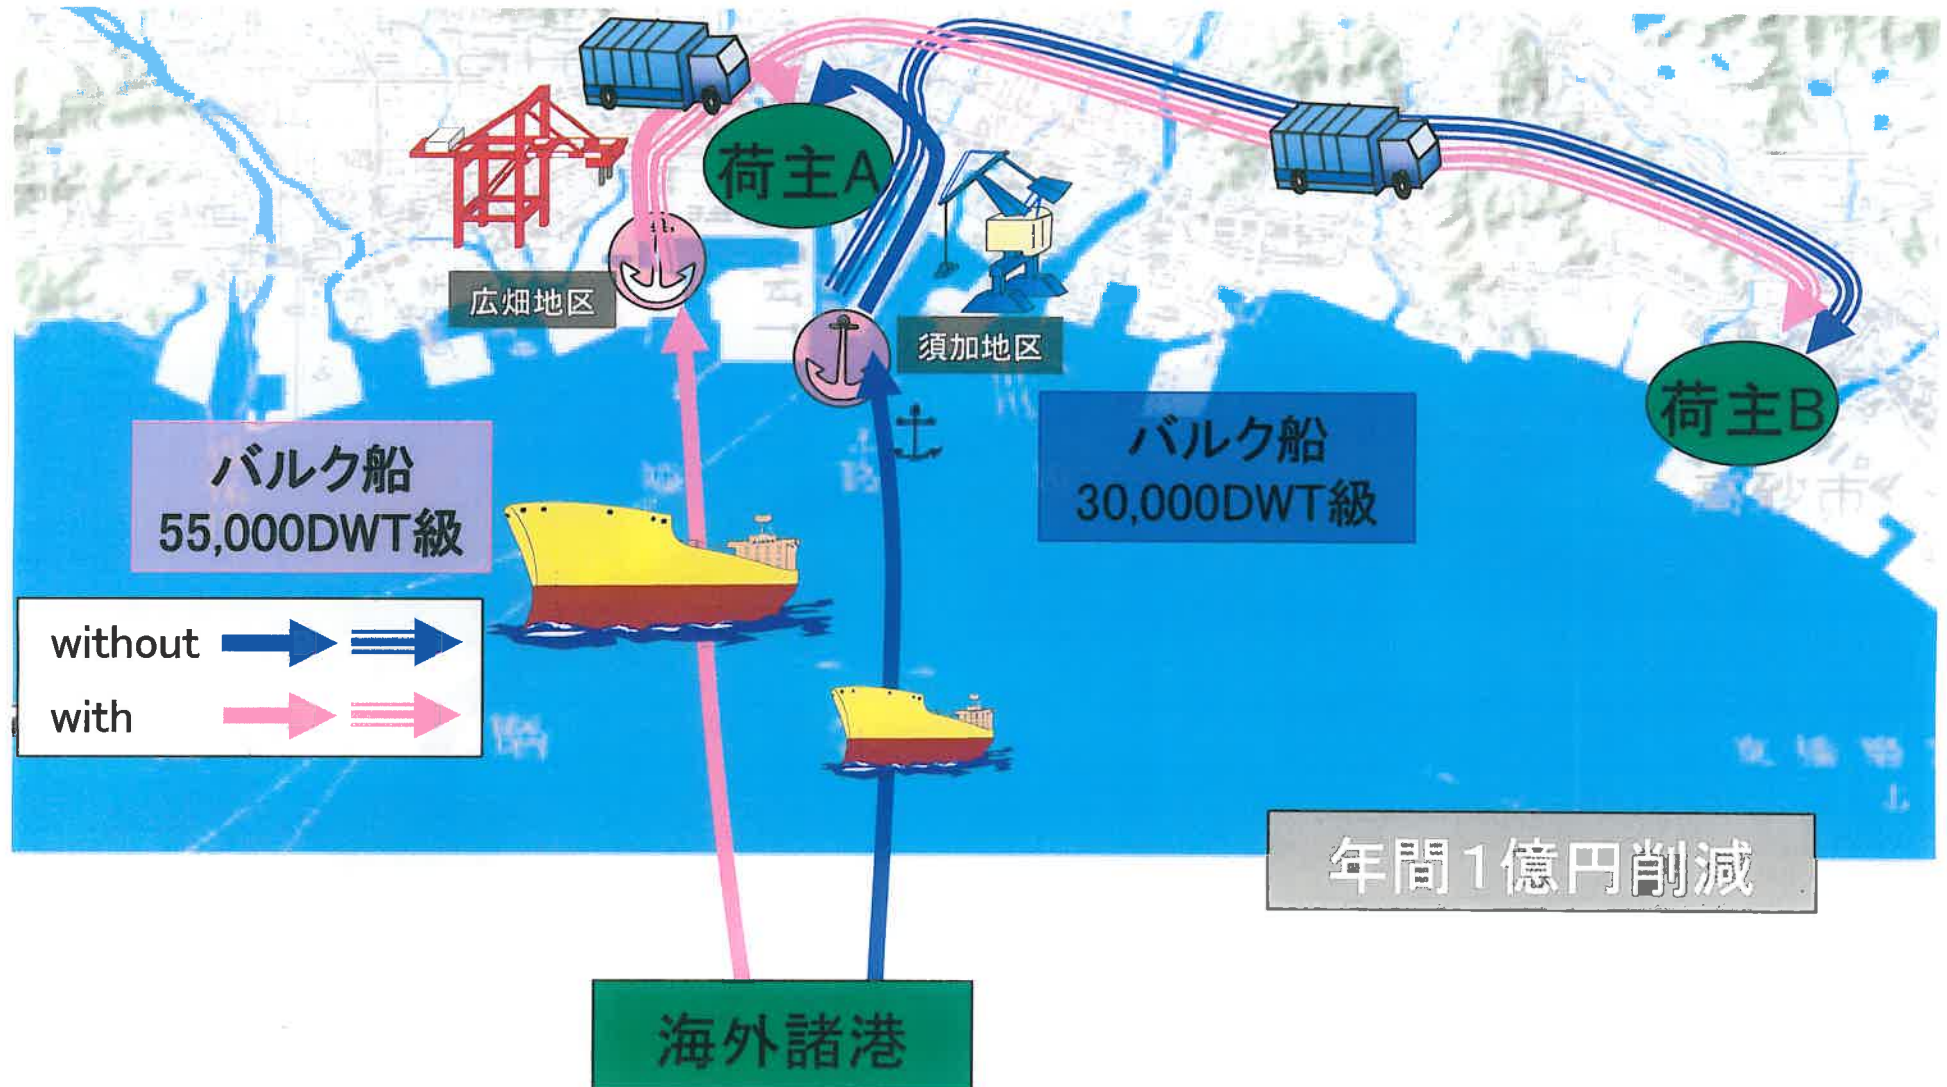 荷主A
広畑地区
須加地区
荷主B
バルク船
55,000DWT級
バルク船
30,000DWT級
without
with
年間1億円削減
海外諸港